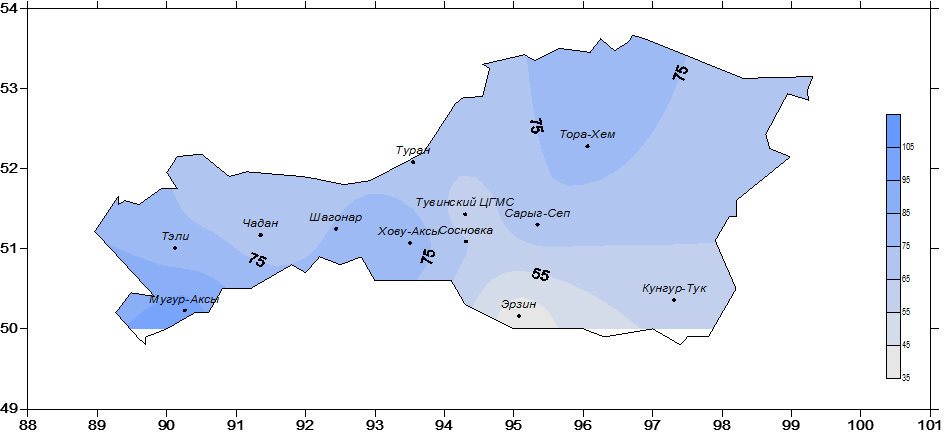 54
53
52
51
50
49
88
89
90
91
92
93
94
95
96
97
98
99
100
101
75
75
Тора-Хем
Туран
Тувинский ЦГМС
Сарыг-Сеп
Шагонар
Чадан
Хову-Аксы
Сосновка
Тэли
75
75
55
Мугур-Аксы
Эрзин
Кунгур-Тук
105
95
85
75
65
55
45
35